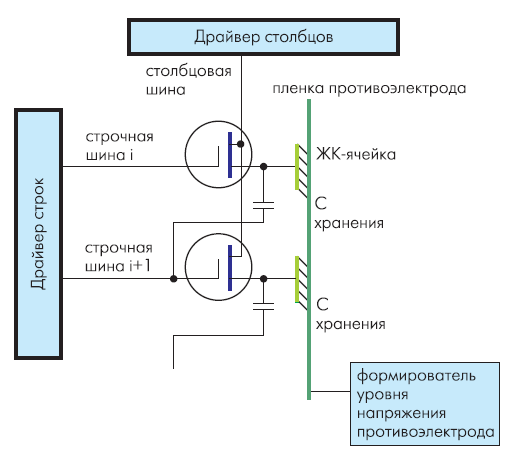 Драйвер столбцов
столбцовая
шина
пленка противоэлектрода
строчная
шина i
ЖК-ячейка
С
хранения
Драйвер строк
строчная
шина i+1
С
хранения
формирователь
уровня
напряжения
противоэлектрода